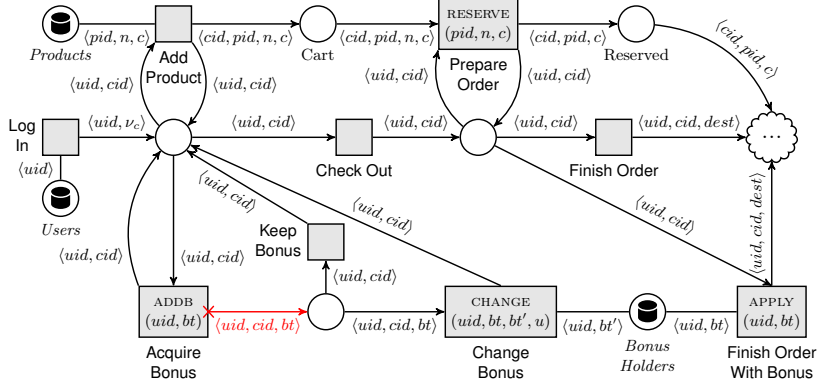 RESERVE
(pid, n, c)
⟨pid, n, c⟩
⟨cid, pid, n, c⟩
⟨cid, pid, n, c⟩
⟨cid, pid, c⟩
Products
Add
Product
Cart
Prepare
Order
Reserved
⟨cid, pid, c⟩
⟨uid, cid⟩
⟨uid, cid⟩
⟨uid, cid⟩
⟨uid, cid⟩
Log
In
⟨uid, ν_c⟩
⟨uid, cid⟩
⟨uid, cid⟩
⟨uid, cid⟩
⟨uid, cid, dest⟩
...
⟨uid⟩
Check Out
Finish Order
Users
⟨uid, cid⟩
⟨uid, cid⟩
⟨uid, cid⟩
⟨uid, cid, dest⟩
Keep
Bonus
⟨uid, cid⟩
⟨uid, cid⟩
⟨uid, cid⟩
ADDB
(uid, bt)
⟨uid, cid, bt⟩
⟨uid, cid, bt⟩
CHANGE
(uid, bt, bt′, u)
⟨uid, bt′⟩
⟨uid, bt⟩
APPLY
(uid, bt)
Acquire
Bonus
Change
Bonus
Bonus
Holders
Finish Order
With Bonus